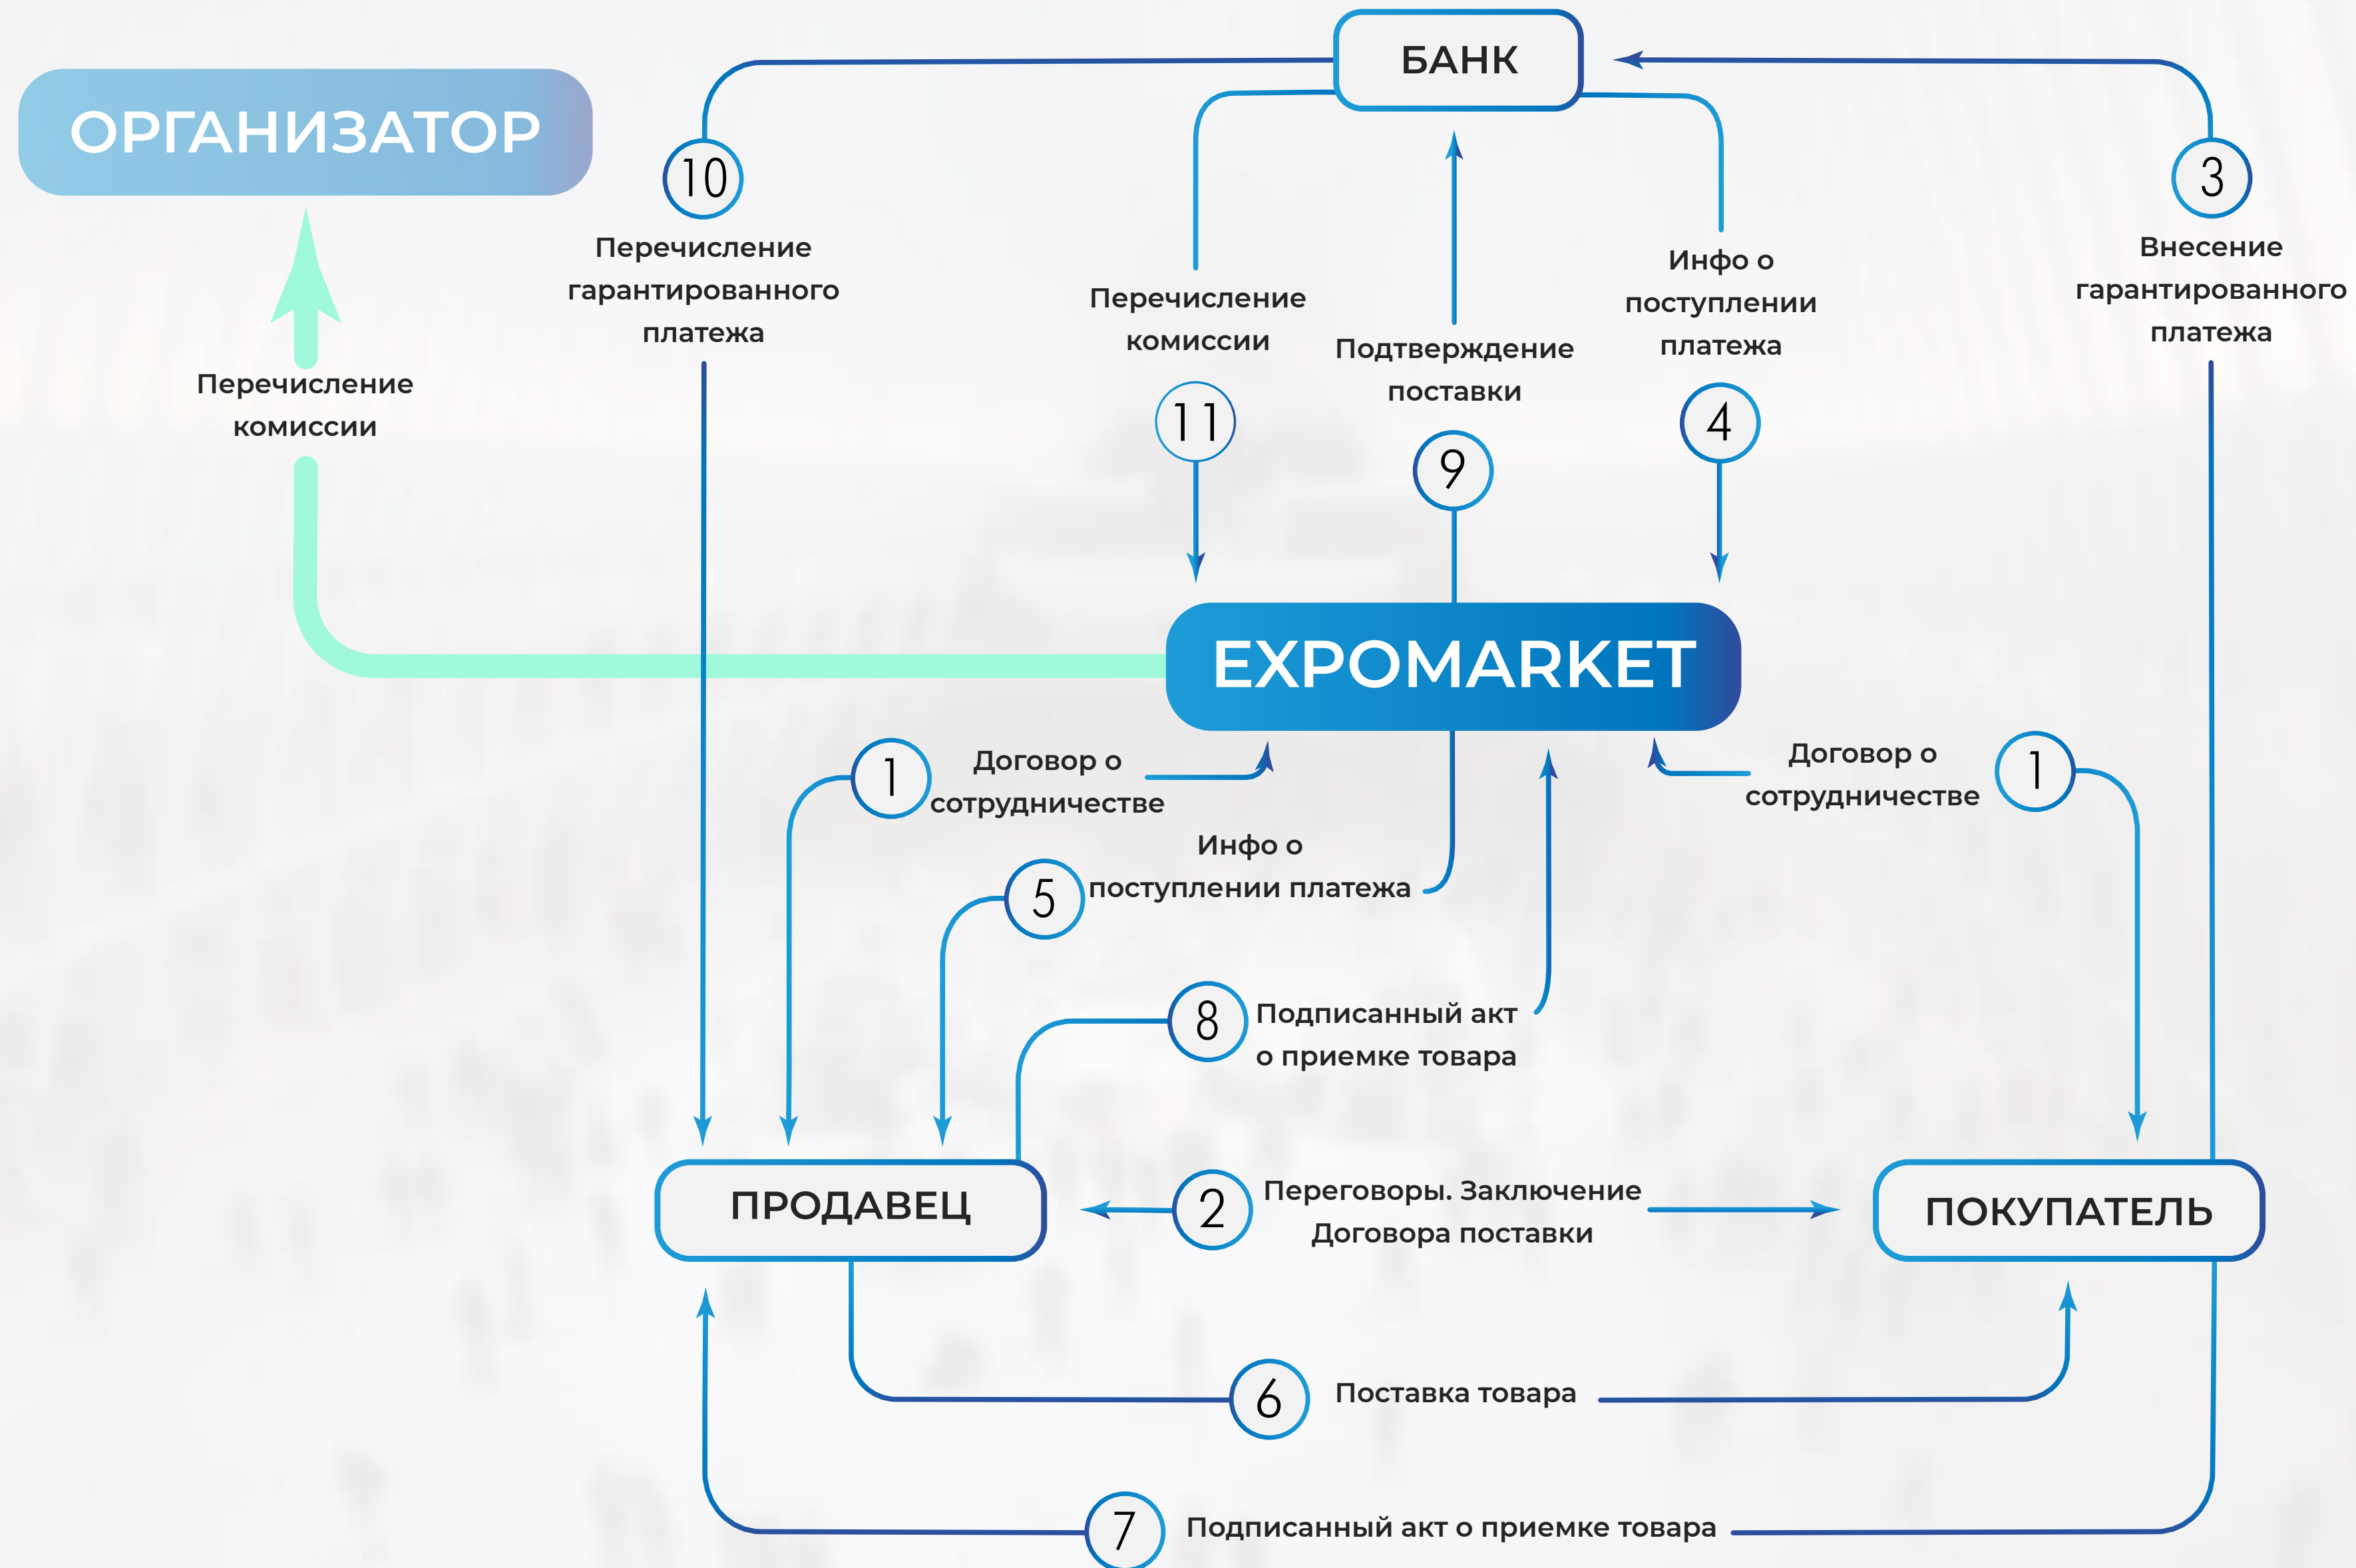 БАНК
ОРГАНИЗАТОР
10
Перечисление
гарантированного
платежа
3
Внесение
гарантированного
платежа
Перечисление
комиссии
11
Подтверждение
поставки
9
Инфо о
поступлении
платежа
4
Перечисление
комиссии
EXPOMARKET
1
Договор о
сотрудничестве
Договор о
сотрудничестве
1
Инфо о
поступлении платежа
5
8
Подписанный акт
о приемке товара
ПРОДАВЕЦ
2
Переговоры. Заключение
Договора поставки
ПОКУПАТЕЛЬ
6
Поставка товара
7
Подписанный акт о приемке товара